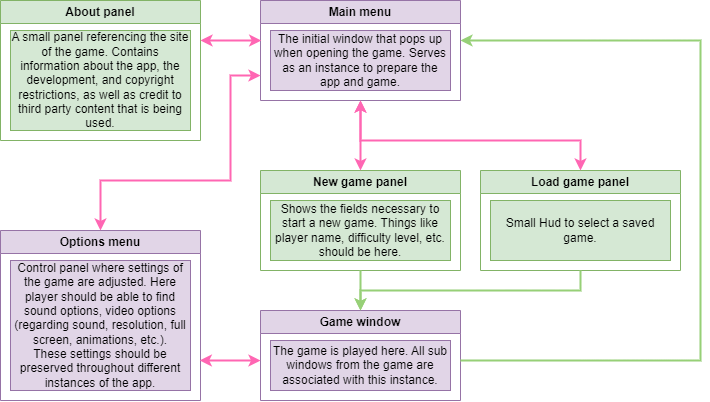 About panel
A small panel referencing the site
of the game. Contains
information about the app, the
development, and copyright
restrictions, as well as credit to
third party content that is being
used.
Main menu
The initial window that pops up
when opening the game. Serves
as an instance to prepare the
app and game.
New game panel
Shows the fields necessary to
start a new game. Things like
player name, difficulty level, etc.
should be here.
Load game panel
Small Hud to select a saved
game.
Options menu
Control panel where settings of
the game are adjusted. Here
player should be able to find
sound options, video options
(regarding sound, resolution, full
screen, animations, etc.).
These settings should be
preserved throughout different
instances of the app.
Game window
The game is played here. All sub
windows from the game are
associated with this instance.